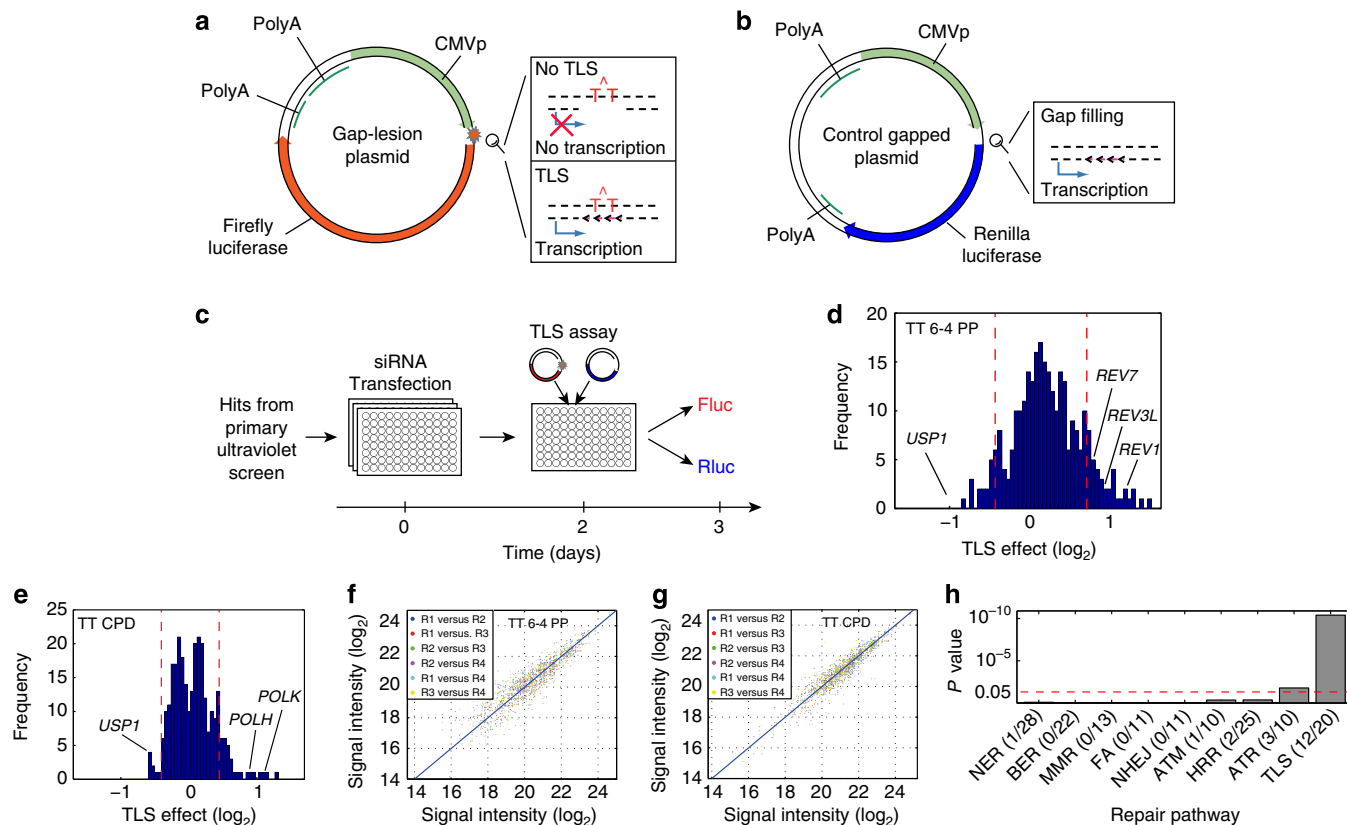 a
PolyA
PolyA
CMVp
Gap-lesion
plasmid
Firefly
luciferase
No TLS
^
T T
No transcription
TLS
^
T T
Transcription
b
PolyA
CMVp
Control gapped
plasmid
PolyA
Renilla
luciferase
Gap filling
Transcription
c
Hits from
primary
ultraviolet
screen
siRNA
Transfection
TLS assay
Fluc
Rluc
0
2
3
Time (days)
d
TT 6-4 PP
Frequency
20
15
10
5
0
REV7
REV3L
REV1
USP1
−1
0
1
TLS effect (log2)
e
TT CPD
Frequency
25
20
15
10
5
0
USP1
POLH
POLK
−1
0
1
TLS effect (log2)
f
Signal intensity (log2)
24
22
20
18
16
14
R1 versus R2
R1 versus. R3
R2 versus R3
R2 versus R4
R1 versus R4
R3 versus R4
TT 6-4 PP
14 16 18 20 22 24
Signal intensity (log2)
g
Signal intensity (log2)
24
22
20
18
16
14
R1 versus R2
R1 versus R3
R2 versus R3
R2 versus R4
R1 versus R4
R3 versus R4
TT CPD
14 16 18 20 22 24
Signal intensity (log2)
h
P value
10−10
10−5
0.05
NER (1/28)
BER (0/22)
MMR (0/13)
FA (0/11)
NHEJ (0/11)
ATM (1/10)
HRR (2/25)
ATR (3/10)
TLS (12/20)
Repair pathway